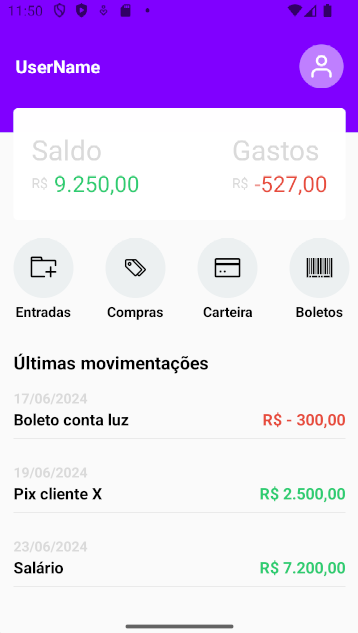 11:50
UserName
Saldo Gastos
R$ 9.250,00 R$ -527,00
Entradas Compras Carteira Boletos
Últimas movimentações
17/06/2024
Boleto conta luz R$ - 300,00
19/06/2024
Pix cliente X R$ 2.500,00
23/06/2024
Salário R$ 7.200,00